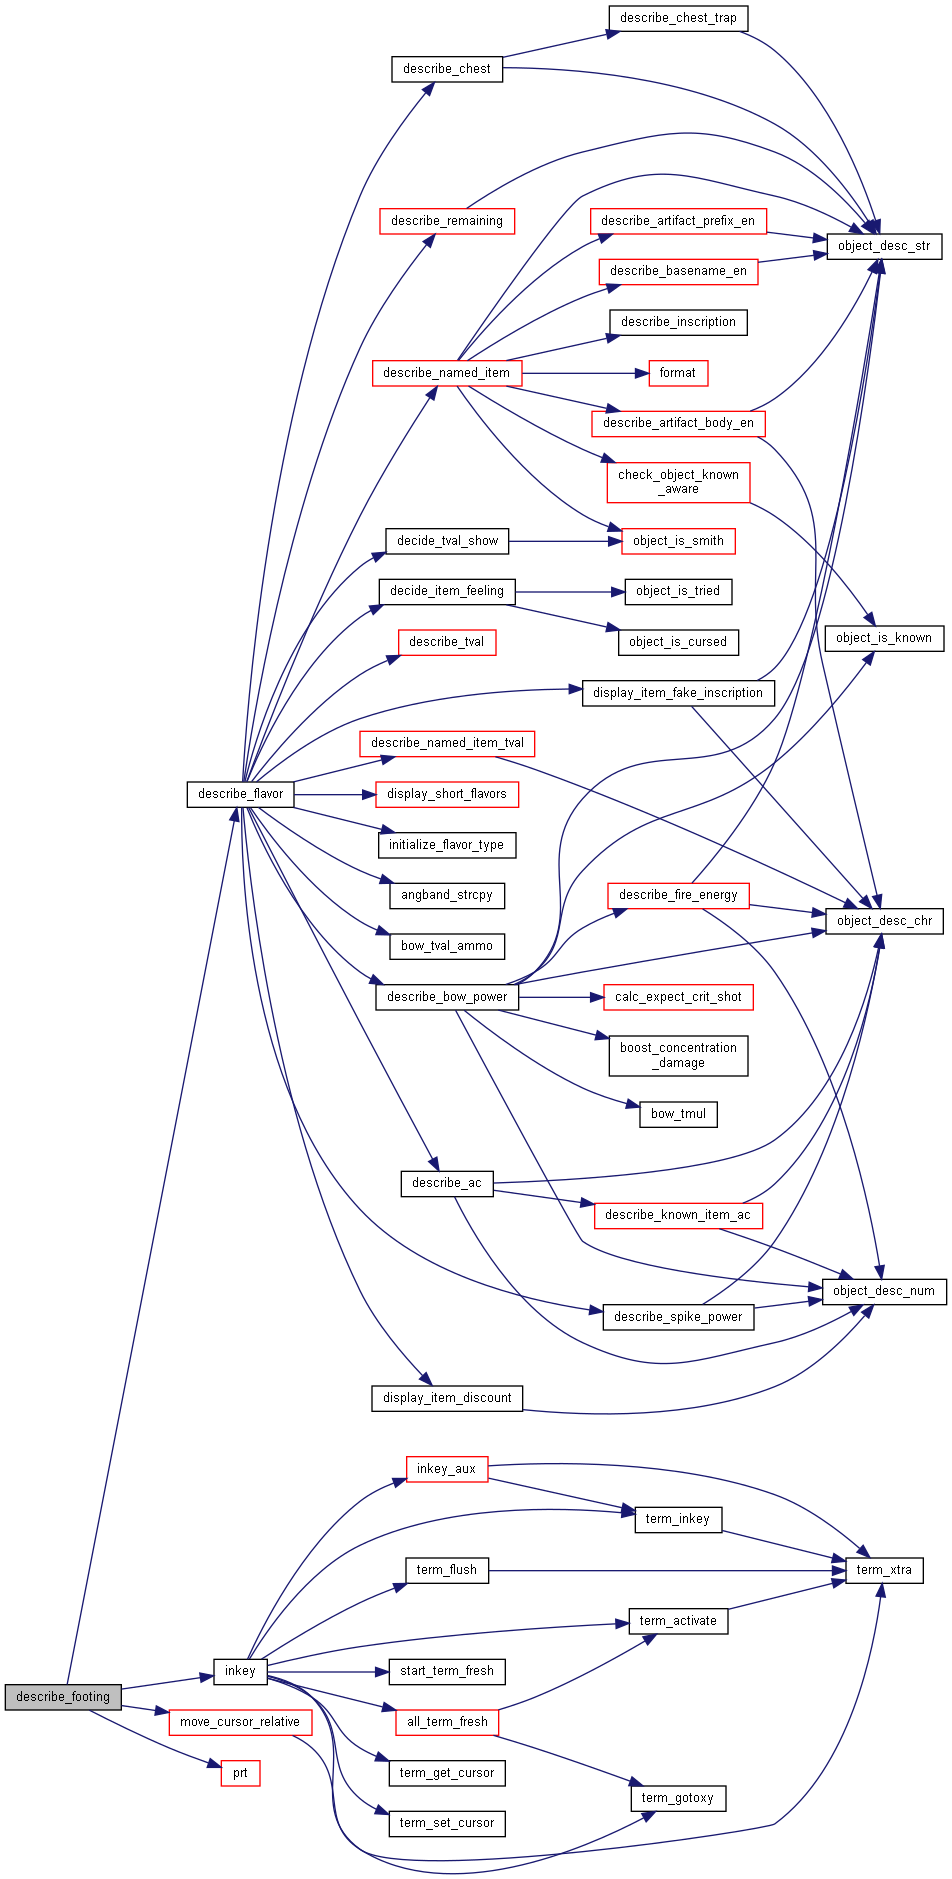 describe_chest_trap
describe_chest
describe_remaining
describe_artifact_prefix_en
object_desc_str
describe_basename_en
describe_inscription
describe_named_item
format
describe_artifact_body_en
check_object_known
_aware
decide_tval_show
object_is_smith
decide_item_feeling
object_is_tried
describe_tval
object_is_cursed
object_is_known
display_item_fake_inscription
describe_named_item_tval
describe_flavor
display_short_flavors
initialize_flavor_type
angband_strcpy
describe_fire_energy
object_desc_chr
bow_tval_ammo
describe_bow_power
calc_expect_crit_shot
boost_concentration
_damage
bow_tmul
describe_ac
describe_known_item_ac
object_desc_num
describe_spike_power
display_item_discount
inkey_aux
term_inkey
term_flush
term_xtra
term_activate
inkey
start_term_fresh
describe_footing
move_cursor_relative
all_term_fresh
prt
term_get_cursor
term_gotoxy
term_set_cursor